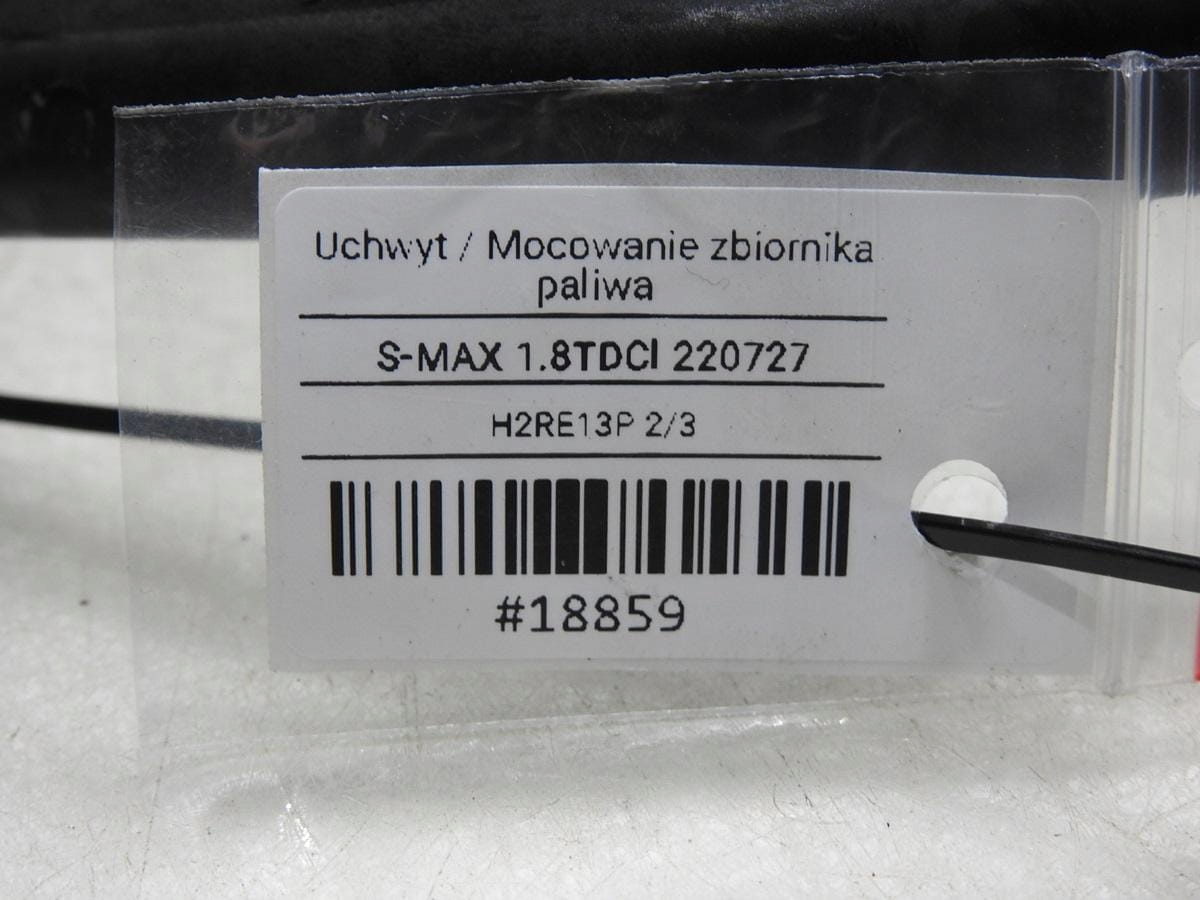 Uchwyt / Mocowanie zbiornika
paliwa
S-MAX 1.8TDCI 220727
H2RE13P 2/3
#18859